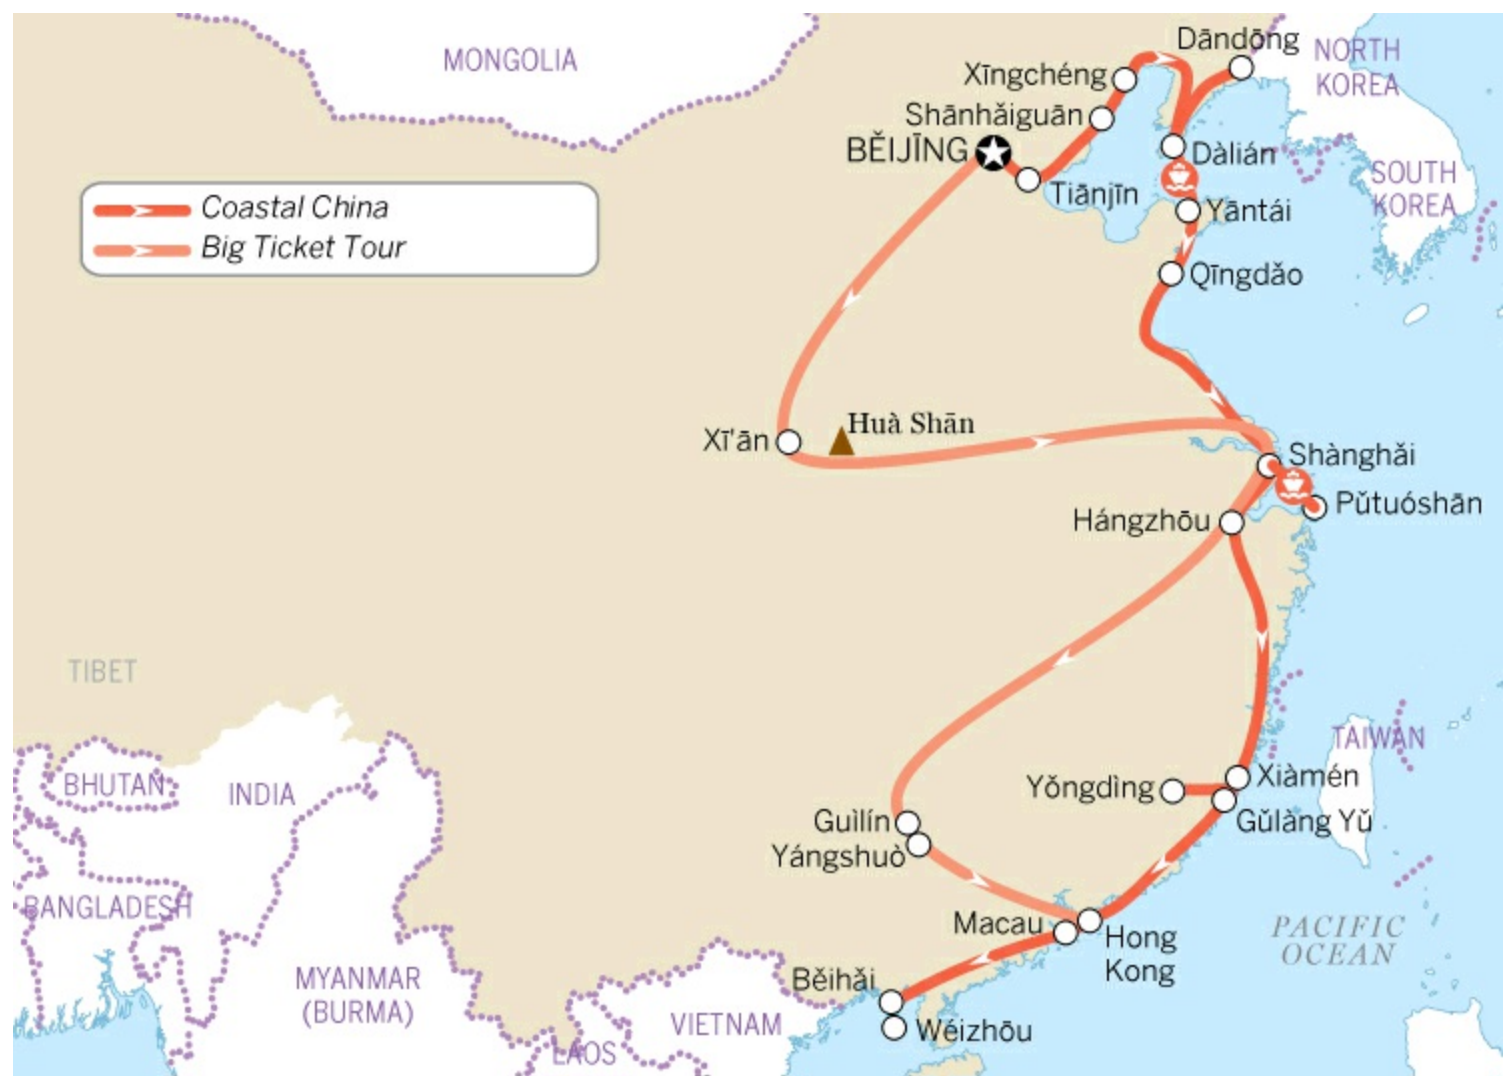 MONGOLIA
Dāndōng
NORTH
KOREA
Xīngchéng
Shānhǎiguān
BĚIJĪNG
Dàlián
SOUTH
KOREA
Tiānjīn
Yāntái
Coastal China
Big Ticket Tour
Qīngdǎo
Huà Shān
Xī'ān
Shànghǎi
Pǔtuóshān
Hángzhōu
TIBET
TAIWAN
BHUTAN
INDIA
Yǒngdìng
Xiàmén
Gǔlàng Yǔ
Guìlín
Yángshuò
BANGLADESH
Macau
Hong
Kong
PACIFIC
OCEAN
MYANMAR
(BURMA)
Běihǎi
VIETNAM
Wéizhōu
LAOS